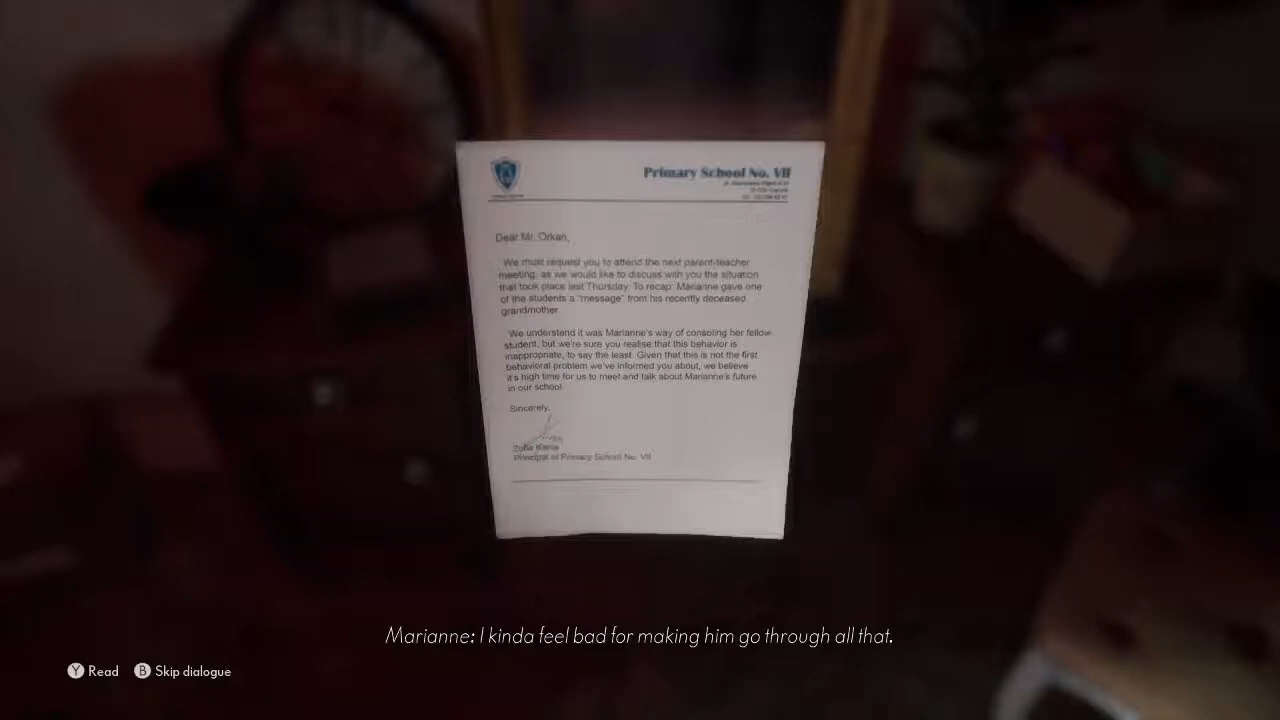 Primary School No. VII
Dear Mr. Orkan,
We must request you to attend the next parent-teacher
meeting, as we would like to discuss with you the situation
that took place last Thursday. To recap: Marianne gave one
of the students a "message" from his recently deceased
grandmother.
We understand it was Marianne's way of consoling her fellow
student, but we're sure you realise that this behavior is
inappropriate, to say the least. Given that this is not the first
behavioral problem we've informed you about, we believe
it's high time for us to meet and talk about Marianne's future
in our school.
Sincerely,
Zofia
Principal of Primary School No. VII
Marianne: I kinda feel bad for making him go through all that.
Y Read B Skip dialogue